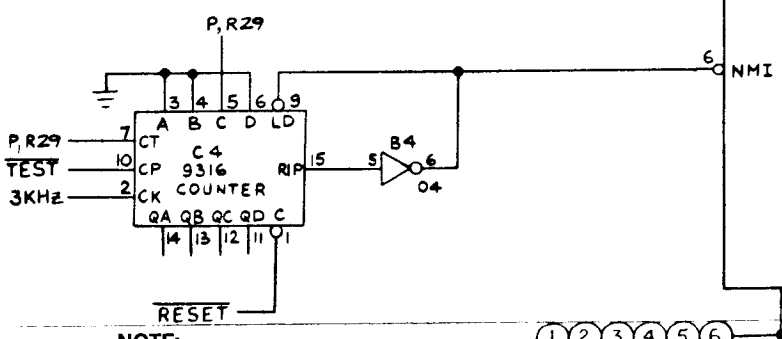 P, R29
3 4 5 6 9
A B C D LD
6 NMI
P, R29 7 CT
TEST 10 CP
3KHz 2 CK
C4
9316
COUNTER
RIP 15
B4
5 6
04
QA QB QC QD C
14 13 12 11 1
RESET
NOTE:
1 2 3 4 5 6